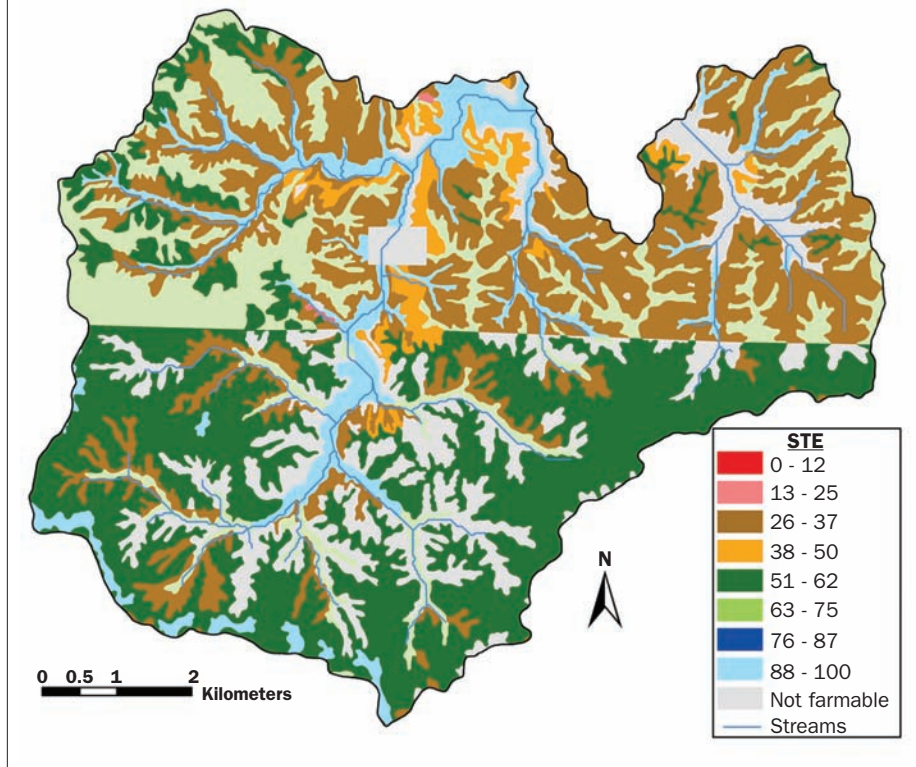 STE
0 - 12
13 - 25
26 - 37
38 - 50
51 - 62
63 - 75
76 - 87
88 - 100
Not farmable
Streams
N
0 0.5 1 2
Kilometers